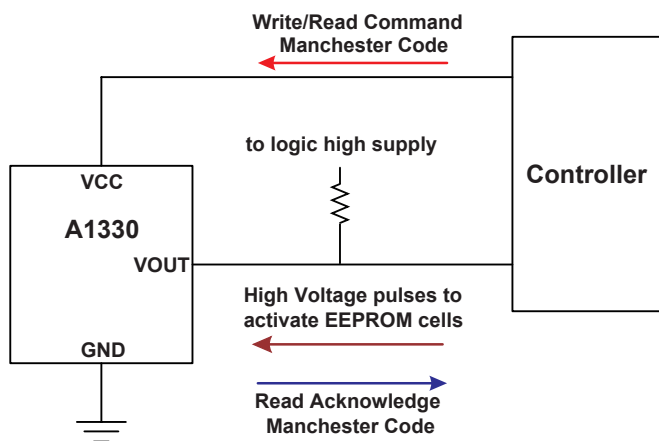 Write/Read Command
Manchester Code
to logic high supply
Controller
VCC
A1330
VOUT
High Voltage pulses to
activate EEPROM cells
GND
Read Acknowledge
Manchester Code